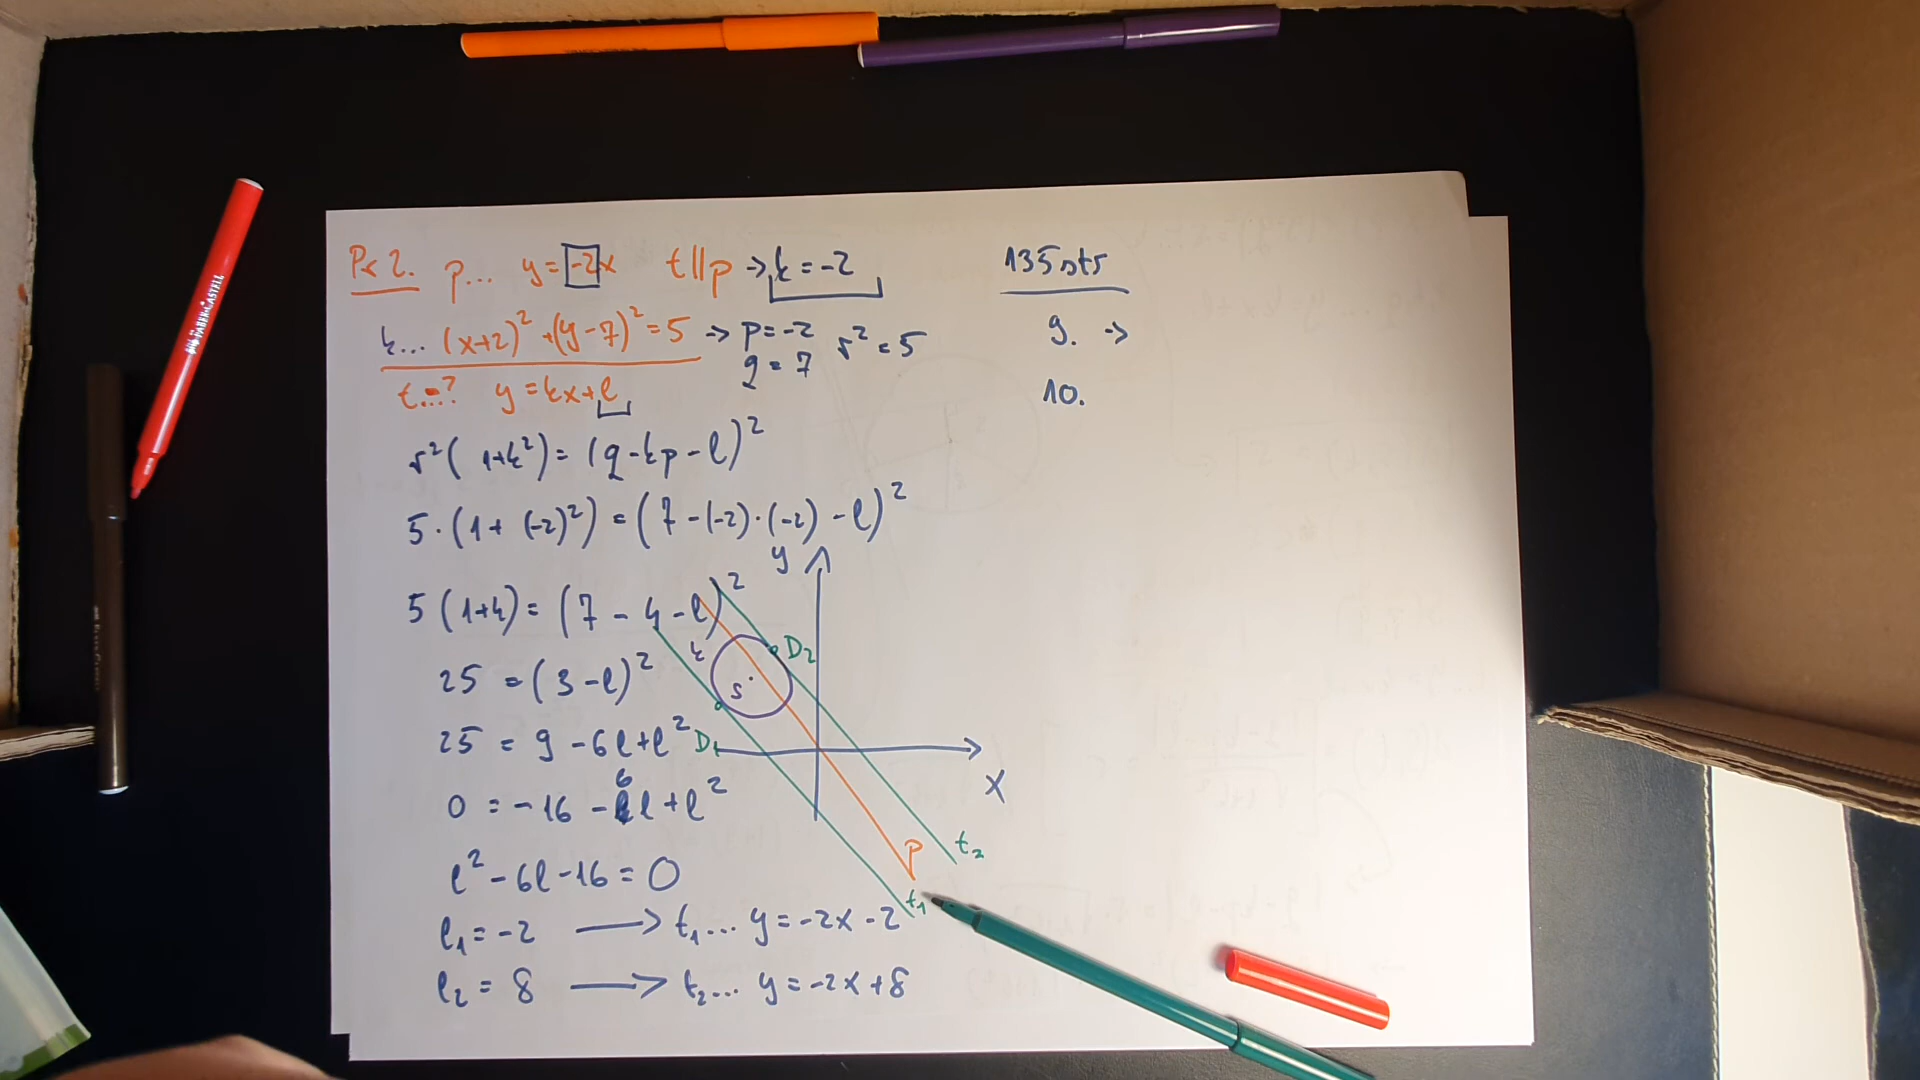 Pr 2. p... y = -2x t || p → k = -2
k... (x+2)² + (y-7)² = 5 → p = -2 r² = 5
q = 7
t...? y = kx + l
r²(1+k²) = (q - kp - l)²
5·(1 + (-2)²) = (7 - (-2)·(-2) - l)²
5(1+4) = (7 - 4 - l)²
25 = (3 - l)²
25 = 9 - 6l + l²
0 = -16 - 6l + l²
l² - 6l - 16 = 0
l₁ = -2 → t₁... y = -2x - 2
l₂ = 8 → t₂... y = -2x + 8
y
k
D₂
S
D₁
x
p
t₂
t₁
135 str
9. →
10.
FABER-CASTELL